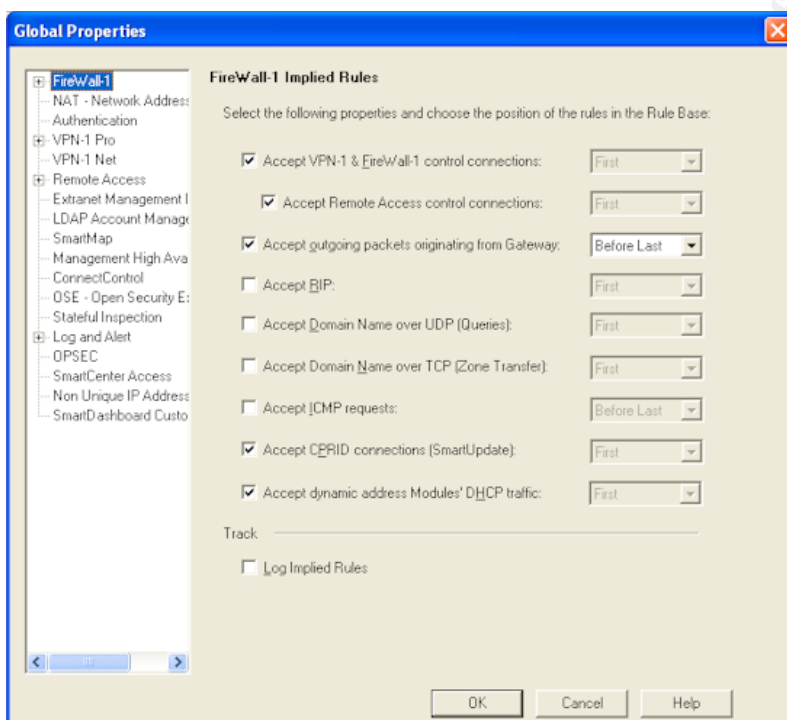 Global Properties
FireWall-1
NAT - Network Address
Authentication
VPN-1 Pro
VPN-1 Net
Remote Access
Extranet Management I
LDAP Account Manage
SmartMap
Management High Ava
ConnectControl
OSE - Open Security E
Stateful Inspection
Log and Alert
OPSEC
SmartCenter Access
Non Unique IP Address
SmartDashboard Custo
FireWall-1 Implied Rules
Select the following properties and choose the position of the rules in the Rule Base:
Accept VPN-1 & FireWall-1 control connections: First
Accept Remote Access control connections: First
Accept outgoing packets originating from Gateway: Before Last
Accept RIP: First
Accept Domain Name over UDP (Queries): First
Accept Domain Name over TCP (Zone Transfer): First
Accept ICMP requests: Before Last
Accept CPRID connections (SmartUpdate): First
Accept dynamic address Modules' DHCP traffic: First
Track
Log Implied Rules
OK Cancel Help